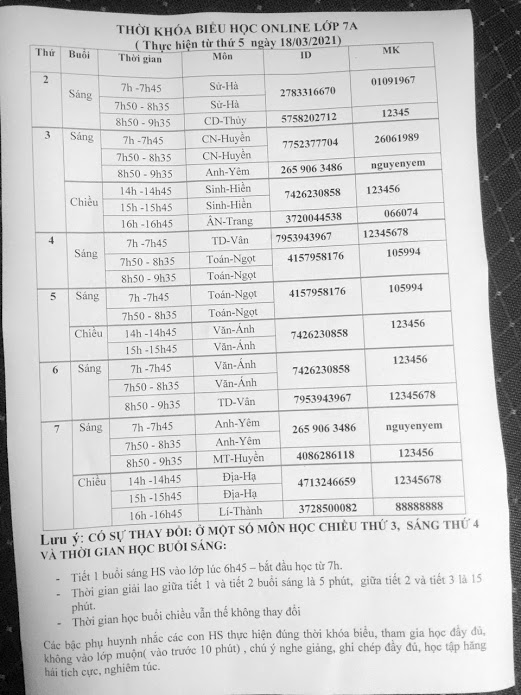 THỜI KHÓA BIỂU HỌC ONLINE LỚP 7A
( Thực hiện từ thứ 5 ngày 18/03/2021)
Thứ Buổi Thời gian Môn ID MK
2 Sáng 7h -7h45 Sử-Hà 2783316670 01091967
7h50 - 8h35 Sử-Hà
8h50 - 9h35 CD-Thúy 5758202712 12345
3 Sáng 7h -7h45 CN-Huyền 7752377704 26061989
7h50 - 8h35 CN-Huyền
8h50 - 9h35 Anh-Yêm 265 906 3486 nguyenyem
Chiều 14h -14h45 Sinh-Hiền 7426230858 123456
15h -15h45 Sinh-Hiền
16h -16h45 ÂN-Trang 3720044538 066074
4 Sáng 7h -7h45 TD-Vân 7953943967 12345678
7h50 - 8h35 Toán-Ngọt 4157958176 105994
8h50 - 9h35 Toán-Ngọt
5 Sáng 7h -7h45 Toán-Ngọt 4157958176 105994
7h50 - 8h35 Toán-Ngọt
Chiều 14h -14h45 Văn-Ánh 7426230858 123456
15h -15h45 Văn-Ánh
6 Sáng 7h -7h45 Văn-Ánh 7426230858 123456
7h50 - 8h35 Văn-Ánh
8h50 - 9h35 TD-Vân 7953943967 12345678
7 Sáng 7h -7h45 Anh-Yêm 265 906 3486 nguyenyem
7h50 - 8h35 Anh-Yêm
8h50 - 9h35 MT-Huyền 4086286118 123456
Chiều 14h -14h45 Địa-Hạ 4713246659 12345678
15h -15h45 Địa-Hạ
16h -16h45 Lí-Thành 3728500082 88888888
Lưu ý: CÓ SỰ THAY ĐỔI: Ở MỘT SỐ MÔN HỌC CHIỀU THỨ 3, SÁNG THỨ 4
VÀ THỜI GIAN HỌC BUỔI SÁNG:
- Tiết 1 buổi sáng HS vào lớp lúc 6h45 – bắt đầu học từ 7h.
- Thời gian giải lao giữa tiết 1 và tiết 2 buổi sáng là 5 phút, giữa tiết 2 và tiết 3 là 15
phút.
- Thời gian học buổi chiều vẫn thế không thay đổi
Các bậc phụ huynh nhắc các con HS thực hiện đúng thời khóa biểu, tham gia học đầy đủ,
không vào lớp muộn( vào trước 10 phút) , chú ý nghe giảng, ghi chép đầy đủ, học tập hăng
hái tích cực, nghiêm túc.